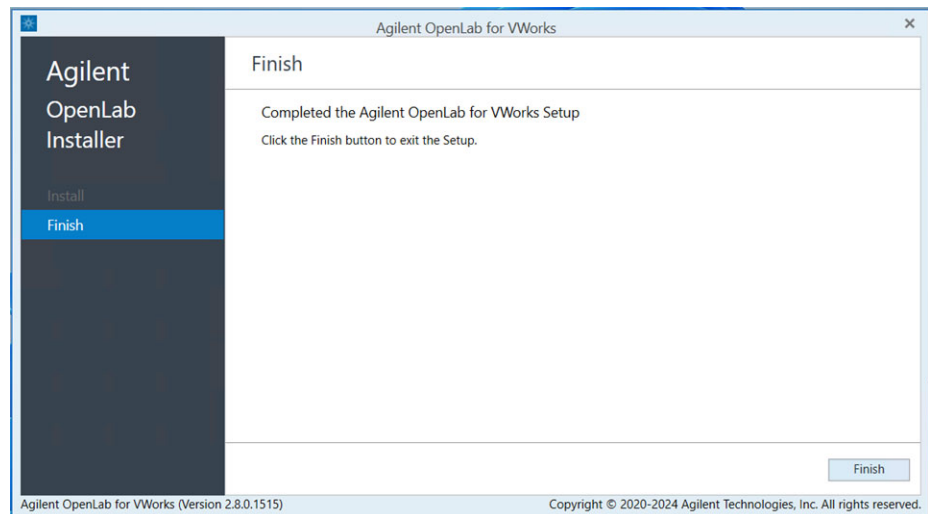 Agilent OpenLab for VWorks
Agilent
OpenLab
Installer
Install
Finish
Finish
Completed the Agilent OpenLab for VWorks Setup
Click the Finish button to exit the Setup.
Finish
Agilent OpenLab for VWorks (Version 2.8.0.1515)
Copyright © 2020-2024 Agilent Technologies, Inc. All rights reserved.